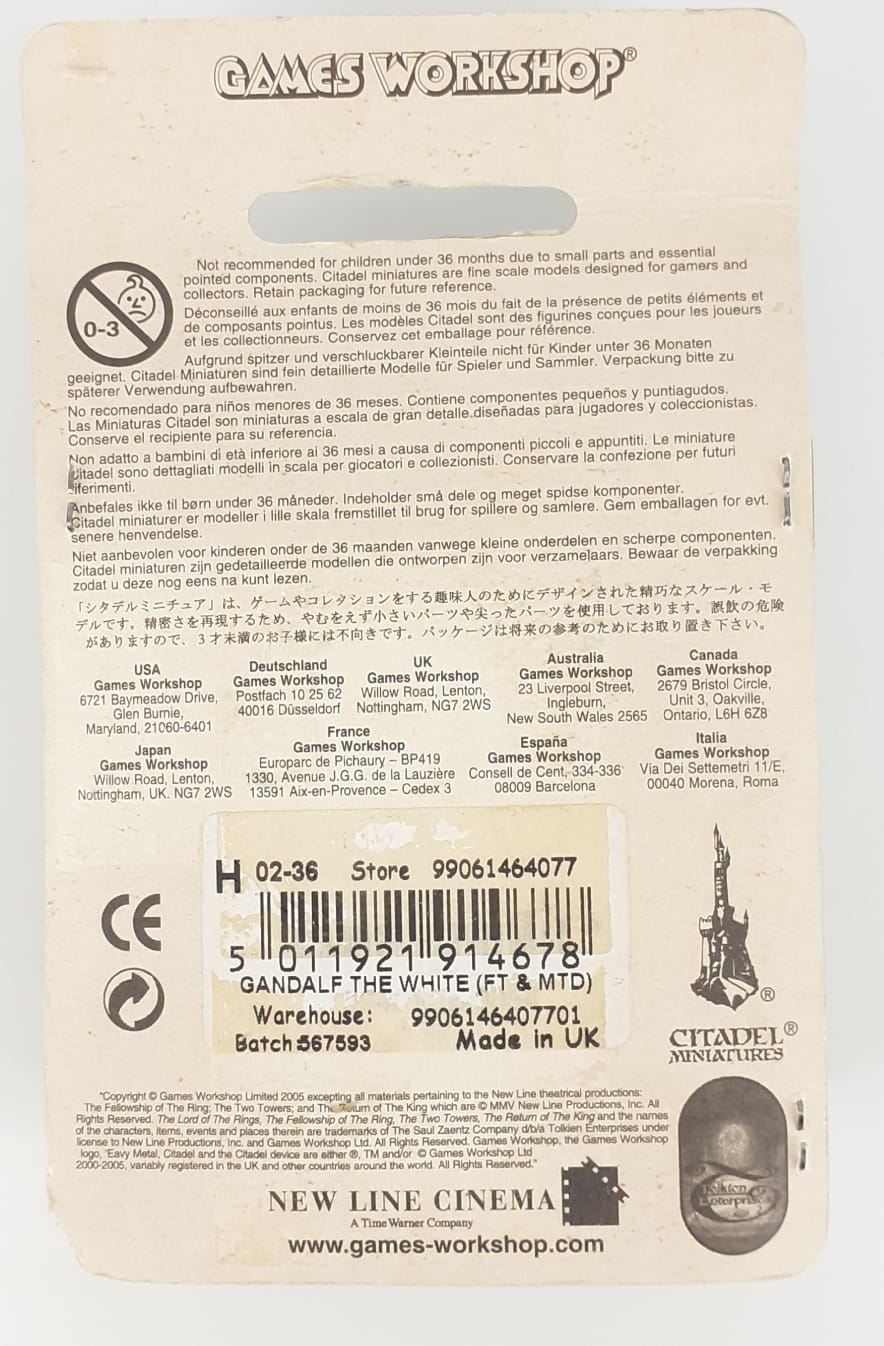 GAMES WORKSHOP®
Not recommended for children under 36 months due to small parts and essential
pointed components. Citadel miniatures are fine scale models designed for gamers and
collectors. Retain packaging for future reference.
0-3
Déconseillé aux enfants de moins de 36 mois du fait de la présence de petits éléments et
de composants pointus. Les modèles Citadel sont des figurines conçues pour les joueurs
et les collectionneurs. Conservez cet emballage pour référence.
Aufgrund spitzer und verschluckbarer Kleinteile nicht für Kinder unter 36 Monaten
geeignet. Citadel Miniaturen sind fein detaillierte Modelle für Spieler und Sammler. Verpackung bitte zu
späterer Verwendung aufbewahren.
No recomendado para niños menores de 36 meses. Contiene componentes pequeños y puntiagudos.
Las Miniaturas Citadel son miniaturas a escala de gran detalle diseñadas para jugadores y coleccionistas.
Conserve el recipiente para su referencia.
Non adatto a bambini di età inferiore ai 36 mesi a causa di componenti piccoli e appuntiti. Le miniature
Citadel sono dettagliati modelli in scala per giocatori e collezionisti. Conservare la confezione per futuri
riferimenti.
Anbefales ikke til børn under 36 måneder. Indeholder små dele og meget spidse komponenter.
Citadel miniaturer er modeller i lille skala fremstillet til brug for spillere og samlere. Gem emballagen for evt.
senere henvendelse.
Niet aanbevolen voor kinderen onder de 36 maanden vanwege kleine onderdelen en scherpe componenten.
Citadel miniaturen zijn gedetailleerde modellen die ontworpen zijn voor verzamelaars. Bewaar de verpakking
zodat u deze nog eens na kunt lezen.
「シタデルミニチュア」は、ゲームやコレクションをする趣味人のためにデザインされた精巧なスケール・モ
デルです。精密さを再現するため、やむをえず小さいパーツや尖ったパーツを使用しております。誤飲の危険
がありますので、３才未満のお子様には不向きです。パッケージは将来の参考のためにお取り置き下さい。
USA
Games Workshop
6721 Baymeadow Drive,
Glen Burnie,
Maryland, 21060-6401
Deutschland
Games Workshop
Postfach 10 25 62
40016 Düsseldorf
UK
Games Workshop
Willow Road, Lenton,
Nottingham, NG7 2WS
Australia
Games Workshop
23 Liverpool Street,
Ingleburn,
New South Wales 2565
Canada
Games Workshop
2679 Bristol Circle,
Unit 3, Oakville,
Ontario, L6H 6Z8
Japan
Games Workshop
Willow Road, Lenton,
Nottingham, UK. NG7 2WS
France
Games Workshop
Europarc de Pichaury – BP419
1330, Avenue J.G.G. de la Lauzière
13591 Aix-en-Provence – Cedex 3
España
Games Workshop
Consell de Cent, 334-336
08009 Barcelona
Italia
Games Workshop
Via Dei Settemetri 11/E,
00040 Morena, Roma
H 02-36 Store 99061464077
5 011921 914678
GANDALF THE WHITE (FT & MTD)
Warehouse: 9906146407701
Batch 567593 Made in UK
CE
®
CITADEL®
MINIATURES
"Copyright © Games Workshop Limited 2005 excepting all materials pertaining to the New Line theatrical productions:
The Fellowship of The Ring; The Two Towers; and The Return of The King which are © MMV New Line Productions, Inc. All
Rights Reserved. The Lord of The Rings, The Fellowship of The Ring, The Two Towers, The Return of The King and the names
of the characters, items, events and places therein are trademarks of The Saul Zaentz Company d/b/a Tolkien Enterprises under
license to New Line Productions, Inc. and Games Workshop Ltd. All Rights Reserved. Games Workshop, the Games Workshop
logo, 'Eavy Metal, Citadel and the Citadel device are either ®, TM and/or © Games Workshop Ltd
2000-2005, variably registered in the UK and other countries around the world. All Rights Reserved."
Tolkien
Enterprises
NEW LINE CINEMA
A Time Warner Company
www.games-workshop.com